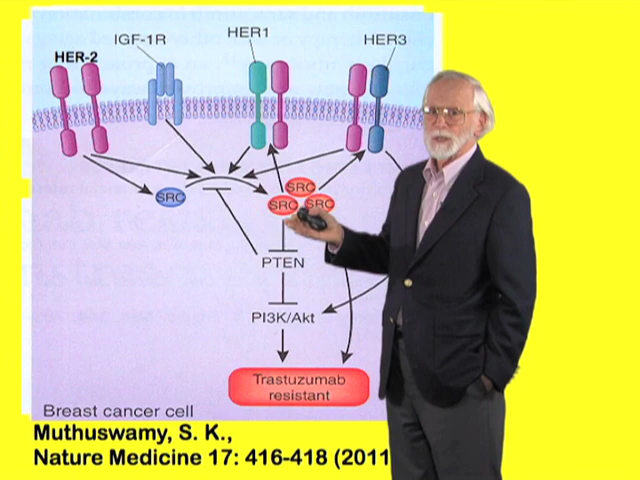 HER-2
IGF-1R
HER1
HER3
SRC
SRC
SRC
SRC
PTEN
PI3K/Akt
Trastuzumab
resistant
Breast cancer cell
Muthuswamy, S. K.,
Nature Medicine 17: 416-418 (2011